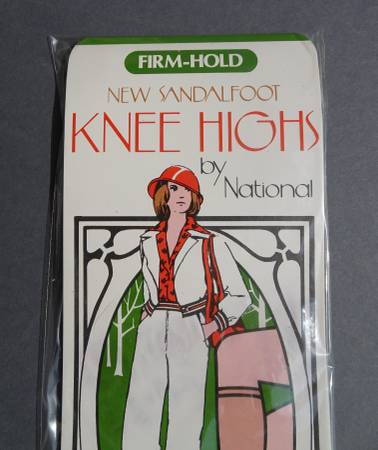 FIRM-HOLD
NEW SANDALFOOT
KNEE HIGHS
by
National